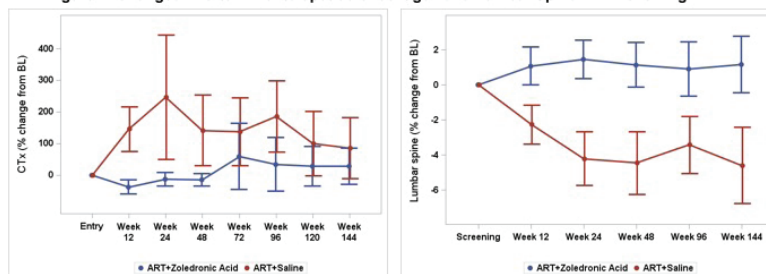 CTx (% change from BL)
400
300
200
100
0
Entry Week 12 Week 24 Week 48 Week 72 Week 96 Week 120 Week 144
ART+Zoledronic Acid ART+Saline
Lumbar spine (% change from BL)
2
0
-2
-4
-6
Screening Week 12 Week 24 Week 48 Week 96 Week 144
ART+Zoledronic Acid ART+Saline